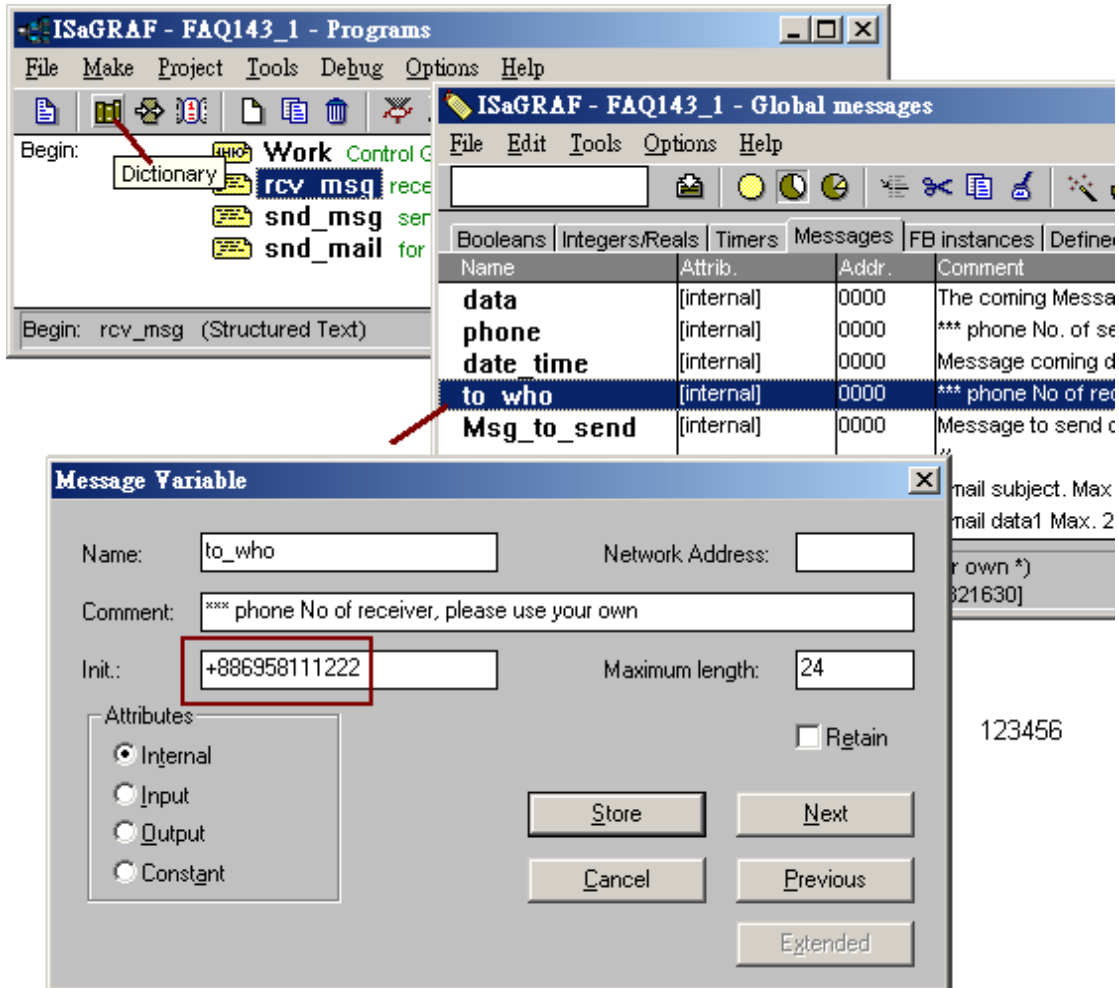 ISaGRAF - FAQ143_1 - Programs
File Make Project Tools Debug Options Help
Begin:
Dictionary
Work Control G
rcv_msg rece
snd_msg sen
snd_mail for
Begin: rcv_msg (Structured Text)
ISaGRAF - FAQ143_1 - Global messages
File Edit Tools Options Help
Booleans Integers/Reals Timers Messages FB instances Define
Name Attrib. Addr. Comment
data [internal] 0000 The coming Messa
phone [internal] 0000 *** phone No. of se
date_time [internal] 0000 Message coming d
to_who [internal] 0000 *** phone No of rec
Msg_to_send [internal] 0000 Message to send
mail subject. Max
mail data1 Max. 2
r own *)
321630]
Message Variable
Name: to_who Network Address:
Comment: *** phone No of receiver, please use your own
Init.: +886958111222 Maximum length: 24
Attributes
Internal
Input
Output
Constant
Retain
Store Next
Cancel Previous
Extended
123456